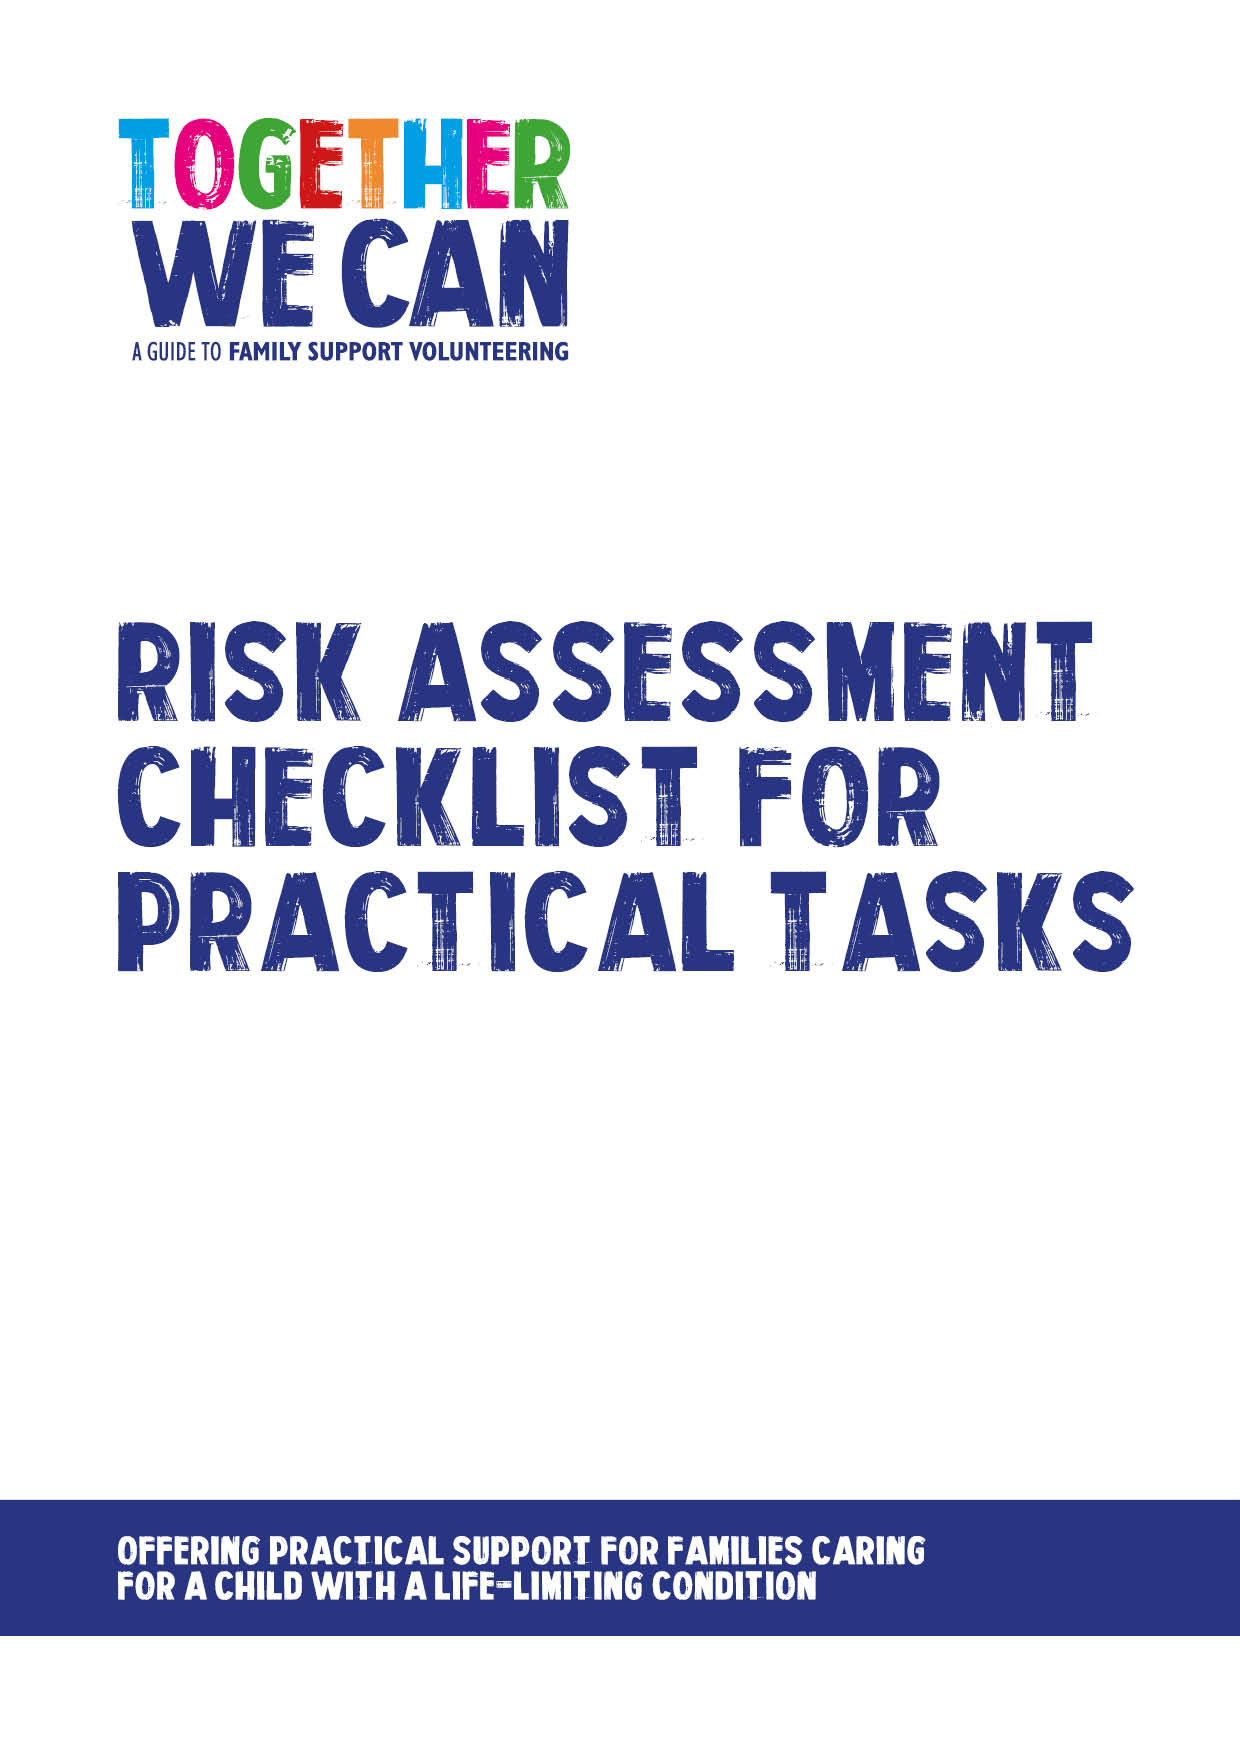 TOGETHER
WE CAN
A GUIDE TO FAMILY SUPPORT VOLUNTEERING
RISK ASSESSMENT
CHECKLIST FOR
PRACTICAL TASKS
OFFERING PRACTICAL SUPPORT FOR FAMILIES CARING
FOR A CHILD WITH A LIFE-LIMITING CONDITION